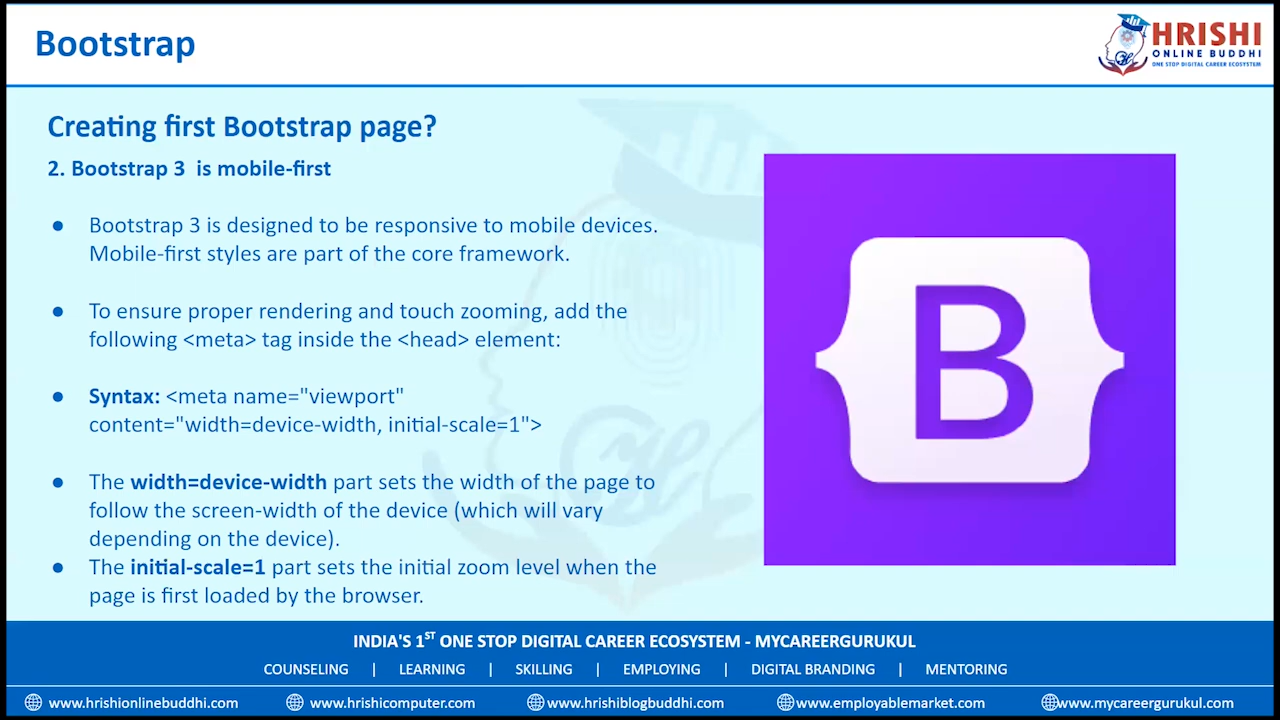 Bootstrap
HRISHI
ONLINE BUDDHI
ONE STOP DIGITAL CAREER ECOSYSTEM
Creating first Bootstrap page?
2. Bootstrap 3 is mobile-first
● Bootstrap 3 is designed to be responsive to mobile devices.
Mobile-first styles are part of the core framework.
● To ensure proper rendering and touch zooming, add the
following <meta> tag inside the <head> element:
● Syntax: <meta name="viewport"
content="width=device-width, initial-scale=1">
● The width=device-width part sets the width of the page to
follow the screen-width of the device (which will vary
depending on the device).
● The initial-scale=1 part sets the initial zoom level when the
page is first loaded by the browser.
B
INDIA'S 1ST ONE STOP DIGITAL CAREER ECOSYSTEM - MYCAREERGURUKUL
COUNSELING | LEARNING | SKILLING | EMPLOYING | DIGITAL BRANDING | MENTORING
www.hrishionlinebuddhi.com www.hrishicomputer.com www.hrishiblogbuddhi.com www.employablemarket.com www.mycareergurukul.com